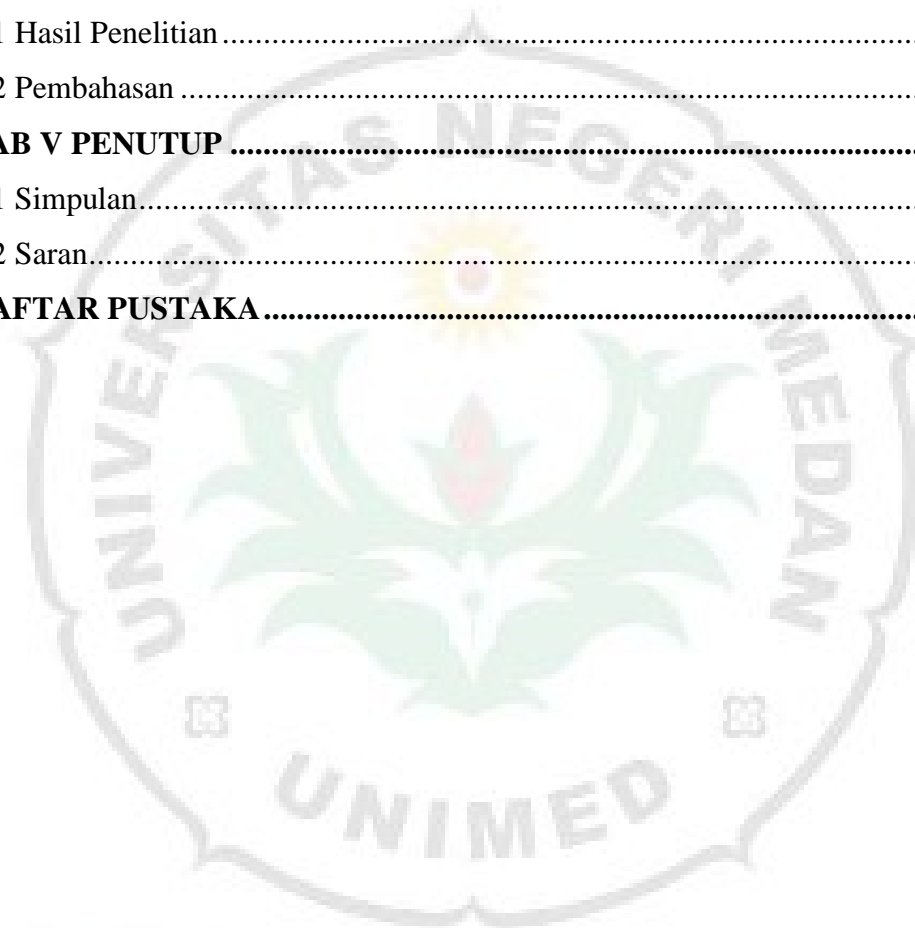 1 Hasil Penelitian ........................................................................................
2 Pembahasan ............................................................................................
AB V PENUTUP ......................................................................................
1 Simpulan..................................................................................................
2 Saran........................................................................................................
AFTAR PUSTAKA..................................................................................
UNIVERSITAS NEGERI MEDAN
UNIMED